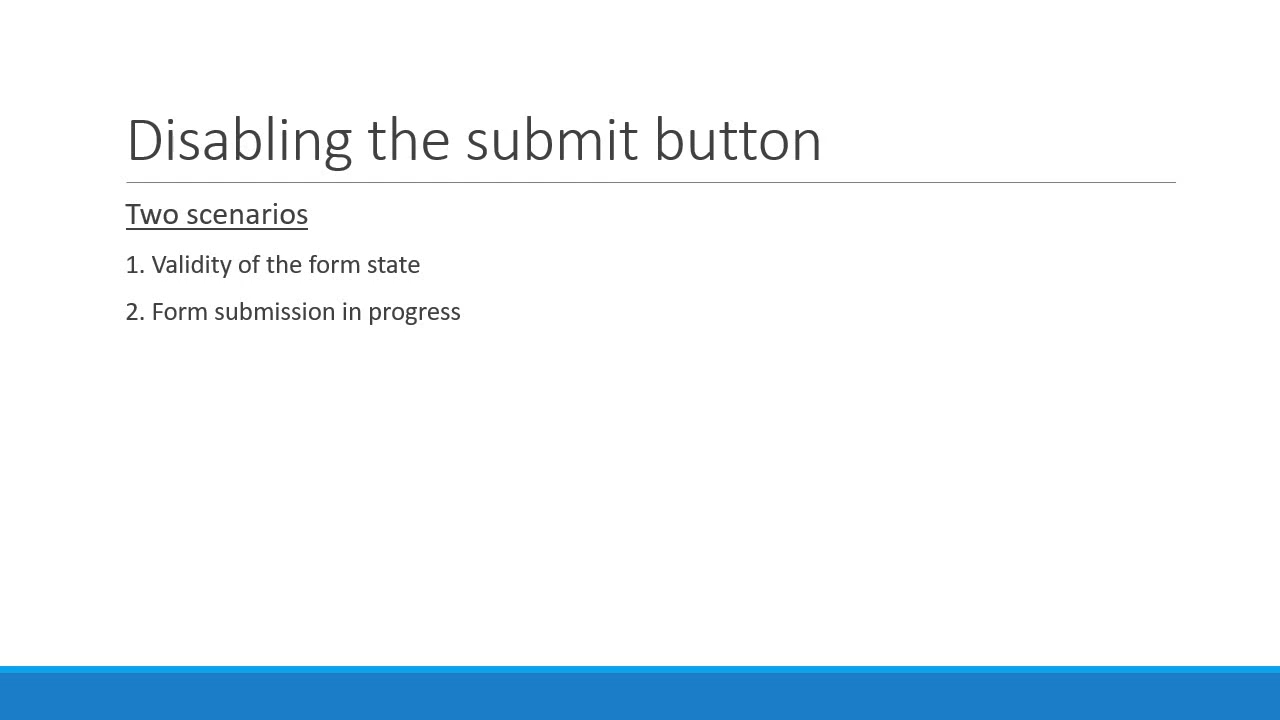 Disabling the submit button
Two scenarios
1. Validity of the form state
2. Form submission in progress